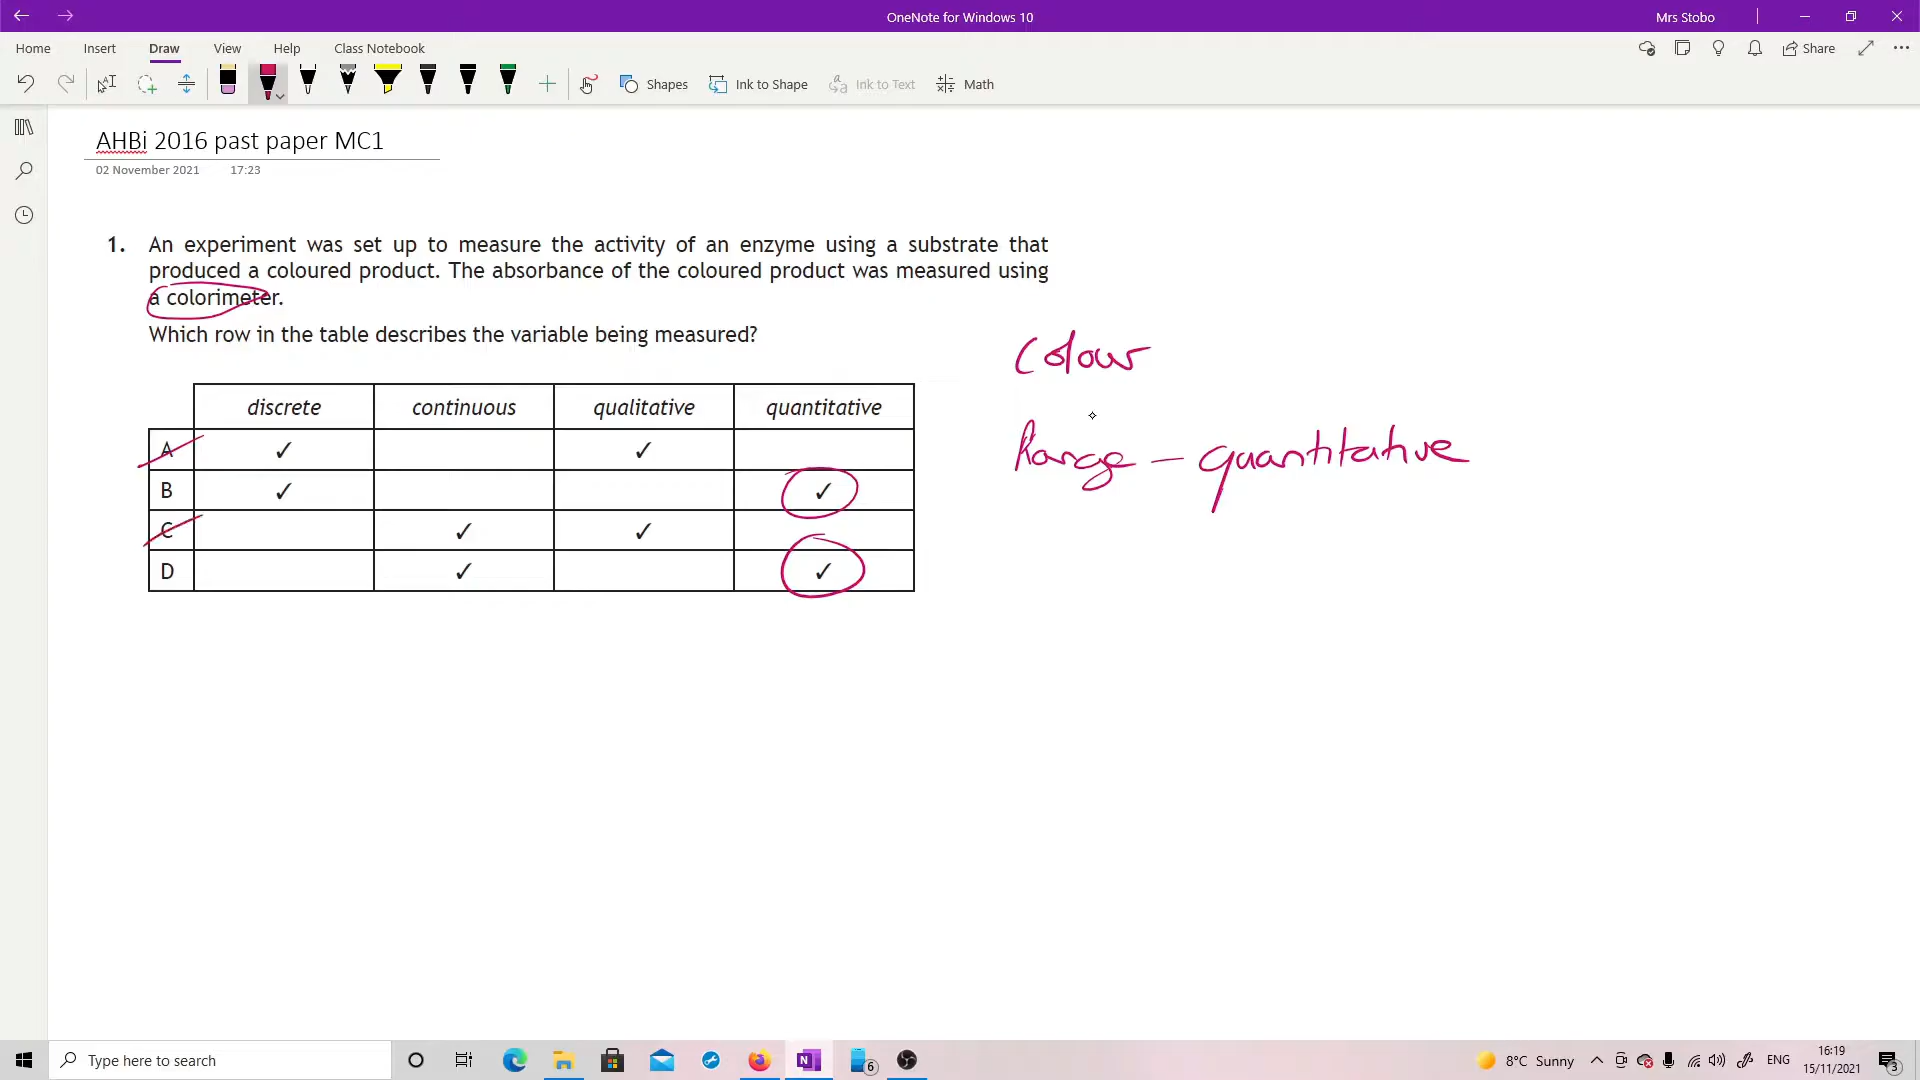 OneNote for Windows 10
Mrs Stobo
Home Insert Draw View Help Class Notebook
Share
Shapes Ink to Shape Ink to Text Math
AHBi 2016 past paper MC1
02 November 2021 17:23
1. An experiment was set up to measure the activity of an enzyme using a substrate that
produced a coloured product. The absorbance of the coloured product was measured using
a colorimeter.
Which row in the table describes the variable being measured?
discrete continuous qualitative quantitative
A ✓ ✓
B ✓ ✓
C ✓ ✓
D ✓ ✓
Colour
Range — quantitative
Type here to search
6
8°C Sunny
ENG
16:19
15/11/2021
3